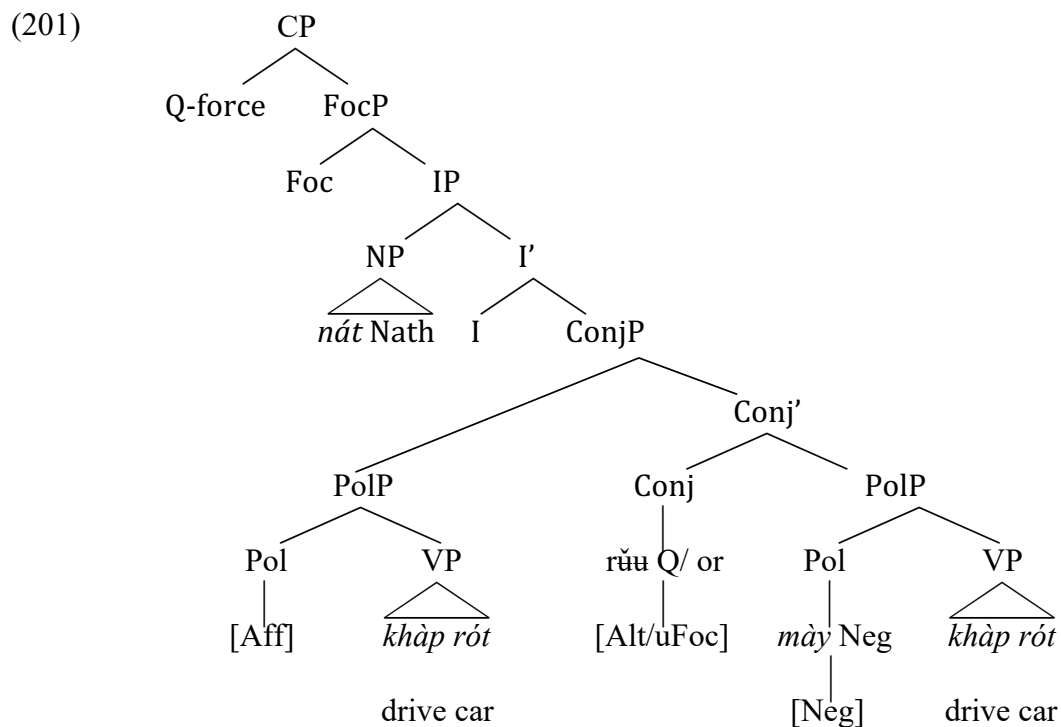 (201) CP
Q-force FocP
Foc IP
NP I’
nát Nath I ConjP
Conj’
PolP Conj PolP
Pol VP rʉ̌ʉ Q/ or Pol VP
[Aff] khàp rót [Alt/uFoc] mày Neg khàp rót
drive car [Neg] drive car